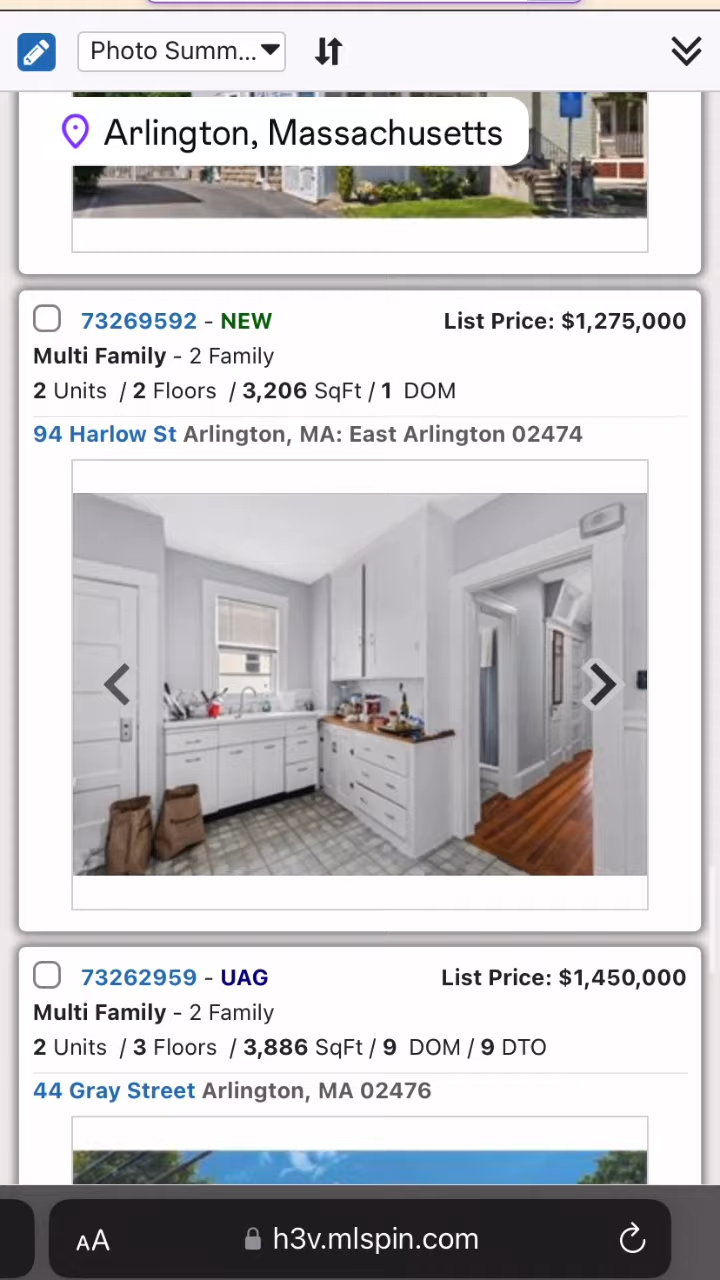 Photo Summ...
Arlington, Massachusetts
73269592 - NEW List Price: $1,275,000
Multi Family - 2 Family
2 Units / 2 Floors / 3,206 SqFt / 1 DOM
94 Harlow St Arlington, MA: East Arlington 02474
73262959 - UAG List Price: $1,450,000
Multi Family - 2 Family
2 Units / 3 Floors / 3,886 SqFt / 9 DOM / 9 DTO
44 Gray Street Arlington, MA 02476
AA h3v.mlspin.com